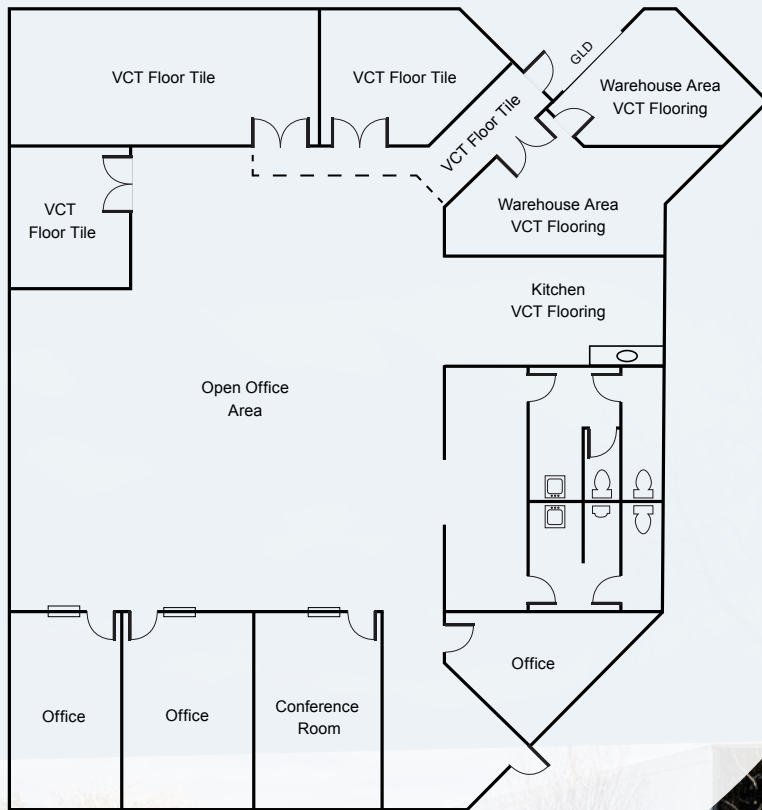 VCT Floor Tile
VCT Floor Tile
GLD
Warehouse Area
VCT Flooring
VCT Floor Tile
VCT
Floor Tile
Warehouse Area
VCT Flooring
Kitchen
VCT Flooring
Open Office
Area
Office
Office
Office
Conference
Room